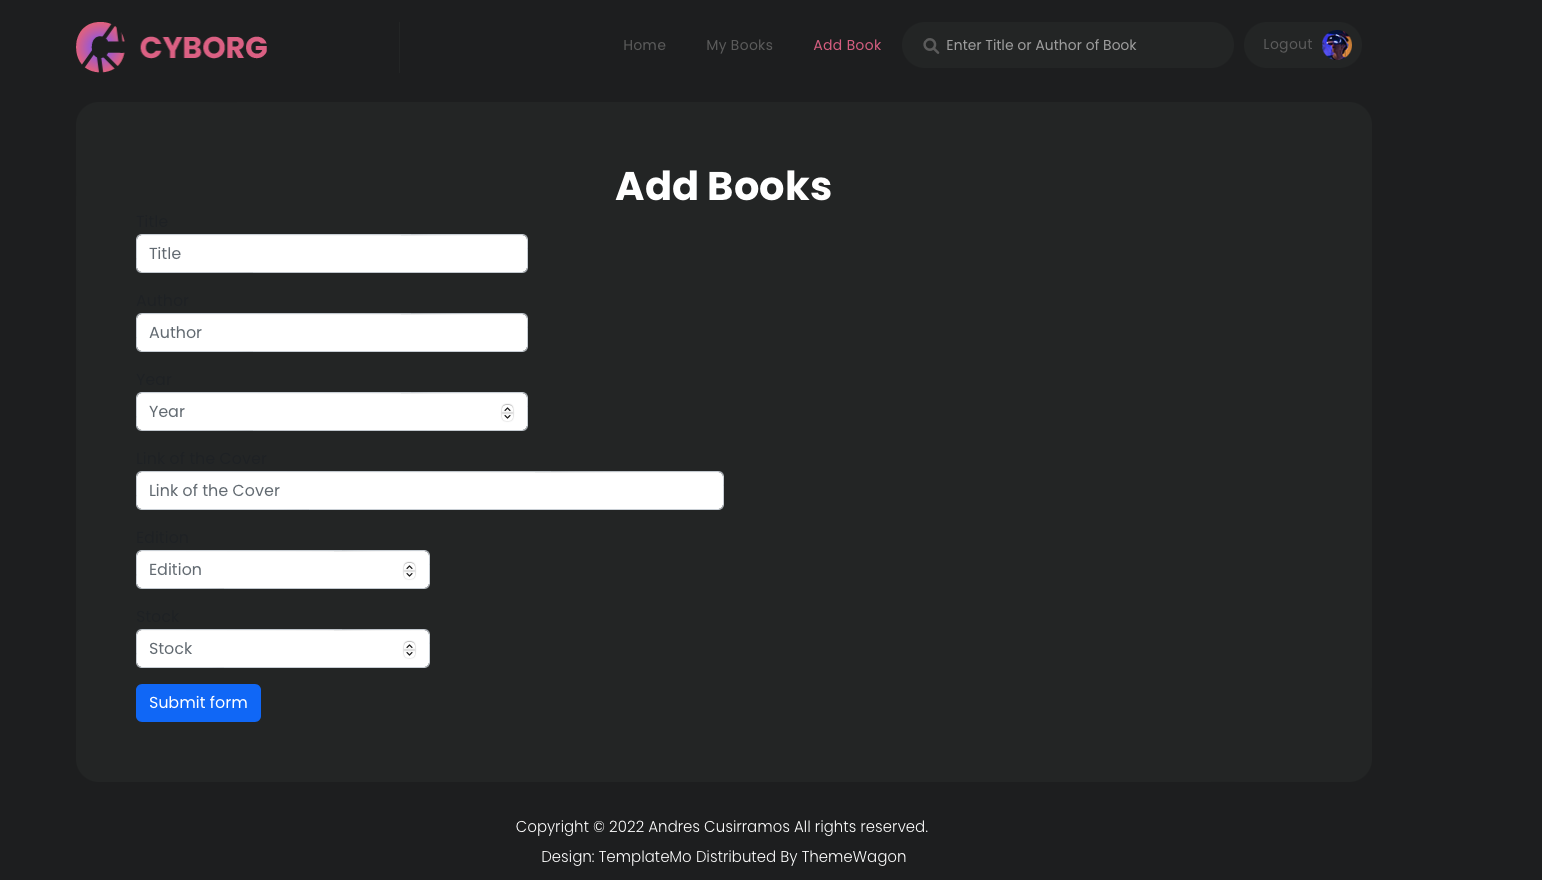 CYBORG
Home My Books Add Book Enter Title or Author of Book Logout
Add Books
Title
Title
Author
Author
Year
Year
Link of the Cover
Link of the Cover
Edition
Edition
Stock
Stock
Submit form
Copyright © 2022 Andres Cusirramos All rights reserved.
Design: TemplateMo Distributed By ThemeWagon